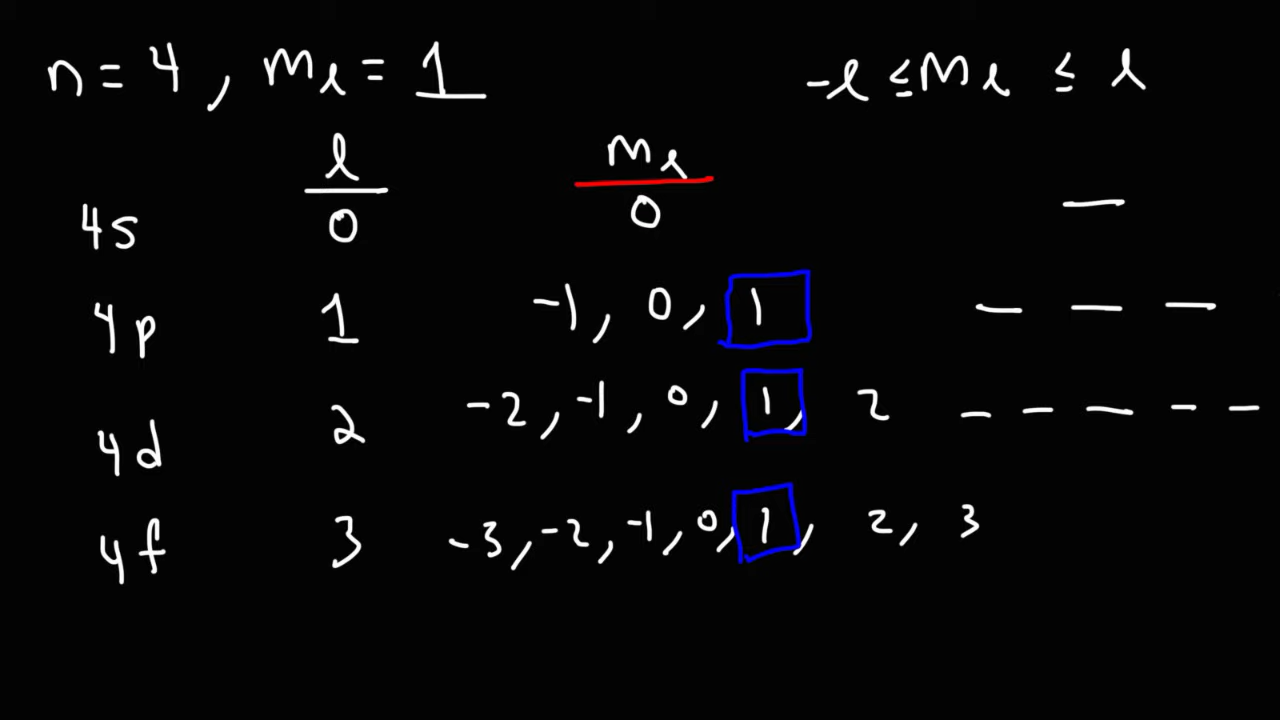 n = 4 , mℓ = 1 -ℓ ≤ mℓ ≤ ℓ
ℓ mℓ
4s 0 0
4p 1 -1, 0, 1
4d 2 -2, -1, 0, 1, 2
4f 3 -3, -2, -1, 0, 1, 2, 3